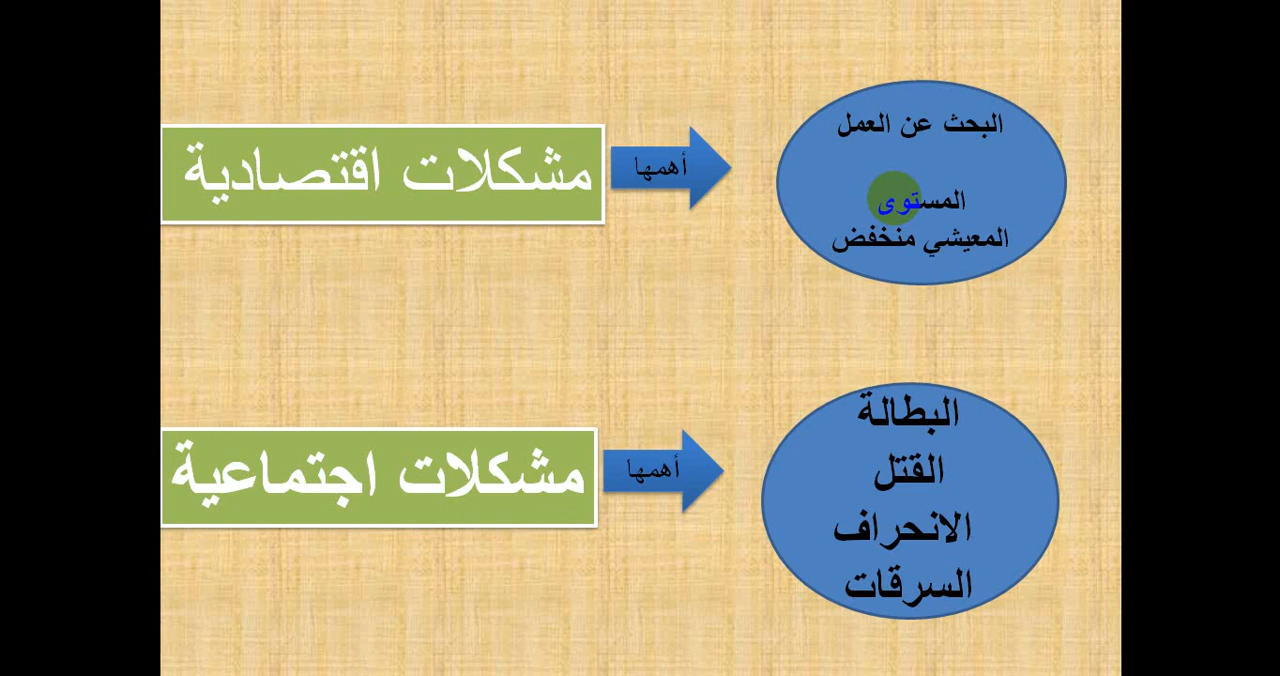 مشكلات اقتصادية
أهمها
البحث عن العمل
المستوى
المعيشي منخفض
مشكلات اجتماعية
أهمها
البطالة
القتل
الانحراف
السرقات